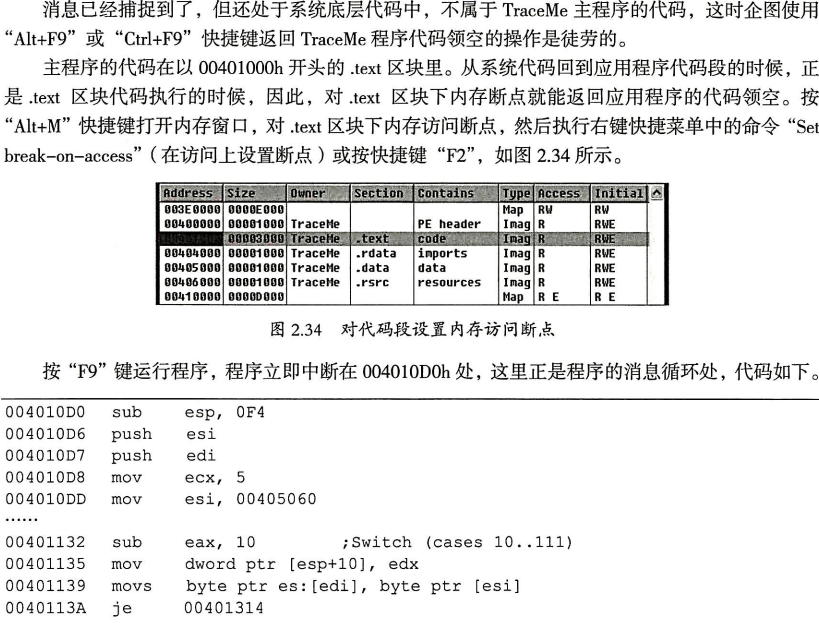 消息已经捕捉到了，但还处于系统底层代码中，不属于 TraceMe 主程序的代码，这时企图使用
“Alt+F9”或“Ctrl+F9”快捷键返回 TraceMe 程序代码领空的操作是徒劳的。
主程序的代码在以 00401000h 开头的 .text 区块里。从系统代码回到应用程序代码段的时候，正
是 .text 区块代码执行的时候，因此，对 .text 区块下内存断点就能返回应用程序的代码领空。按
“Alt+M”快捷键打开内存窗口，对 .text 区块下内存访问断点，然后执行右键快捷菜单中的命令“Set
break-on-access”（在访问上设置断点）或按快捷键“F2”，如图 2.34 所示。
Address Size Owner Section Contains Type Access Initial
003E0000 0000E000 Map RW RW
00400000 00001000 TraceMe PE header Imag R RWE
00003000 TraceMe .text code Imag R RWE
00404000 00001000 TraceMe .rdata imports Imag R RWE
00405000 00001000 TraceMe .data data Imag R RWE
00406000 00001000 TraceMe .rsrc resources Imag R RWE
00410000 0000D000 Map R E R E
图 2.34 对代码段设置内存访问断点
按“F9”键运行程序，程序立即中断在 004010D0h 处，这里正是程序的消息循环处，代码如下。
004010D0 sub esp, 0F4
004010D6 push esi
004010D7 push edi
004010D8 mov ecx, 5
004010DD mov esi, 00405060
……
00401132 sub eax, 10 ;Switch (cases 10..111)
00401135 mov dword ptr [esp+10], edx
00401139 movs byte ptr es:[edi], byte ptr [esi]
0040113A je 00401314